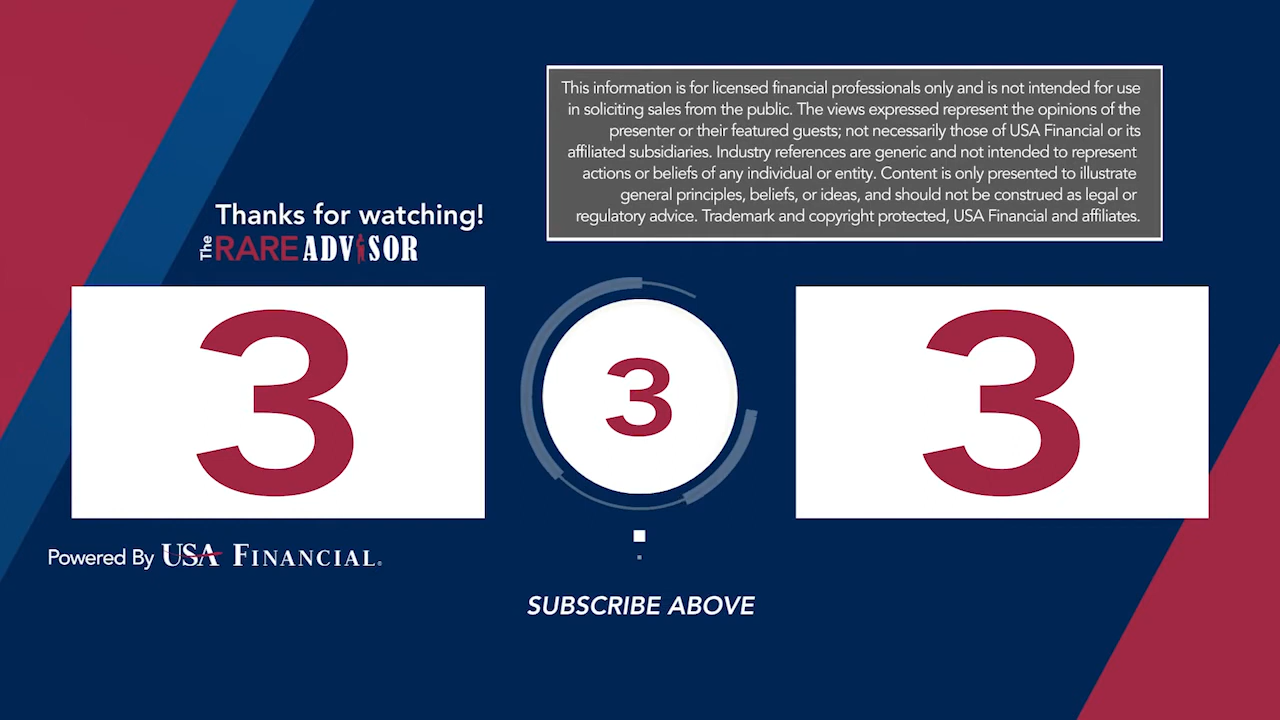 This information is for licensed financial professionals only and is not intended for use
in soliciting sales from the public. The views expressed represent the opinions of the
presenter or their featured guests; not necessarily those of USA Financial or its
affiliated subsidiaries. Industry references are generic and not intended to represent
actions or beliefs of any individual or entity. Content is only presented to illustrate
general principles, beliefs, or ideas, and should not be construed as legal or
regulatory advice. Trademark and copyright protected, USA Financial and affiliates.
Thanks for watching!
The RARE ADVISOR
3
3
3
Powered By USA FINANCIAL®
SUBSCRIBE ABOVE